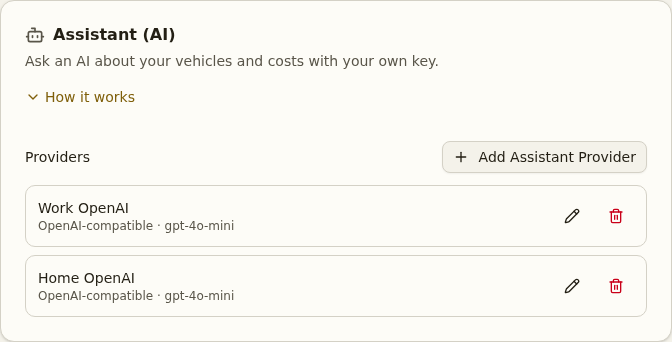 Assistant (AI)
Ask an AI about your vehicles and costs with your own key.
How it works
Providers
Add Assistant Provider
Work OpenAI
OpenAI-compatible · gpt-4o-mini
Home OpenAI
OpenAI-compatible · gpt-4o-mini